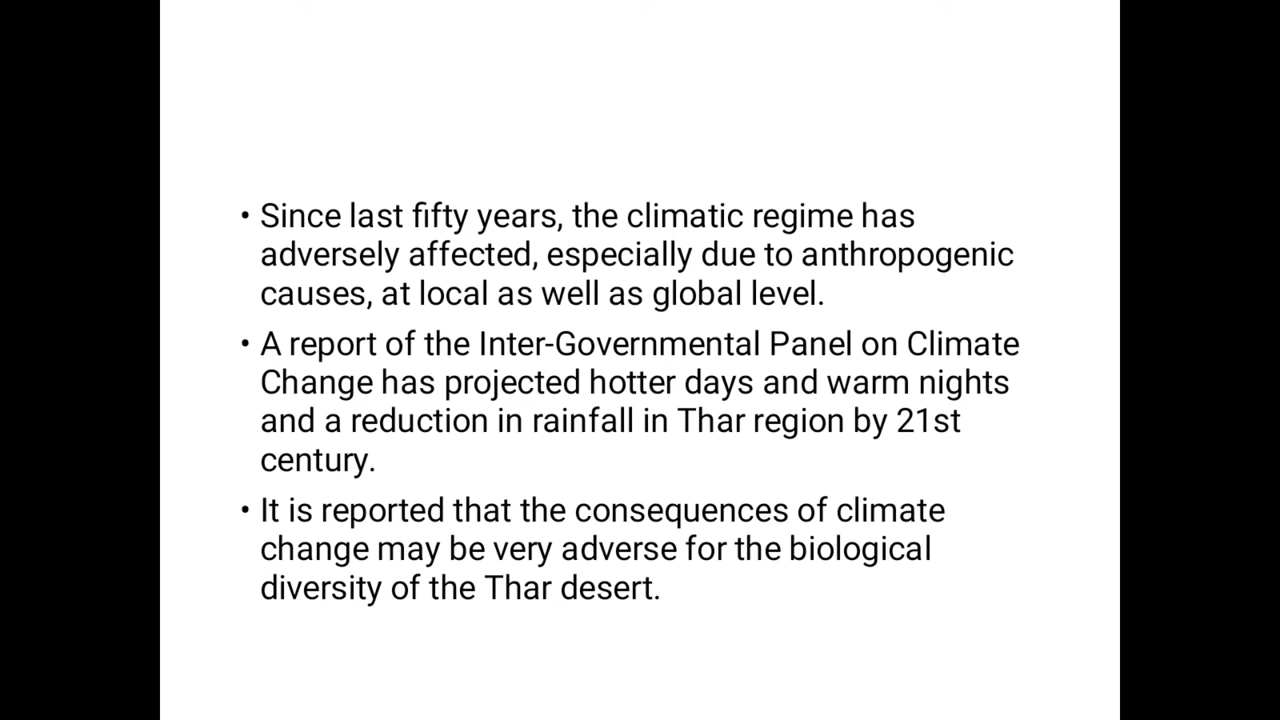 • Since last fifty years, the climatic regime has
adversely affected, especially due to anthropogenic
causes, at local as well as global level.
• A report of the Inter-Governmental Panel on Climate
Change has projected hotter days and warm nights
and a reduction in rainfall in Thar region by 21st
century.
• It is reported that the consequences of climate
change may be very adverse for the biological
diversity of the Thar desert.